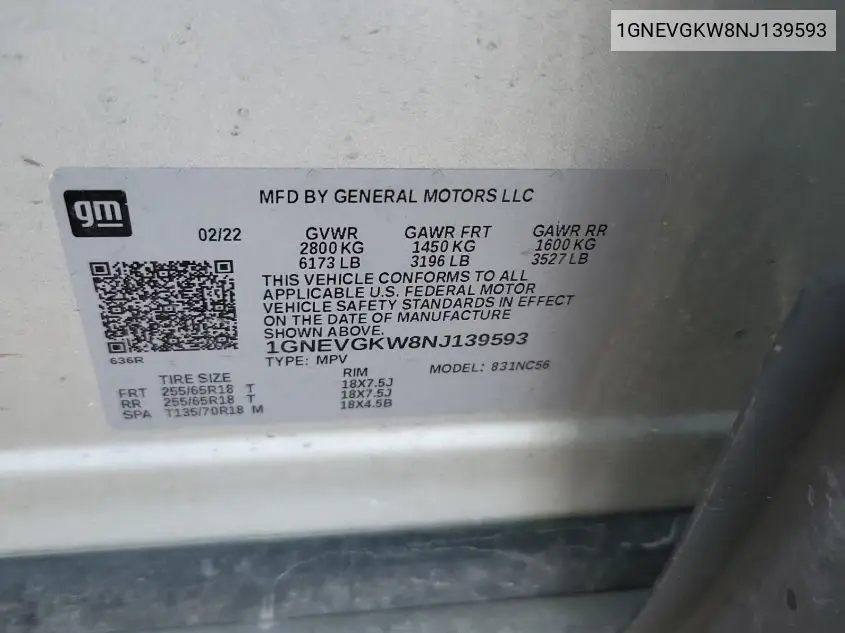 1GNEVGKW8NJ139593
gm
MFD BY GENERAL MOTORS LLC
02/22 GVWR GAWR FRT GAWR RR
2800 KG 1450 KG 1600 KG
6173 LB 3196 LB 3527 LB
THIS VEHICLE CONFORMS TO ALL
APPLICABLE U.S. FEDERAL MOTOR
VEHICLE SAFETY STANDARDS IN EFFECT
ON THE DATE OF MANUFACTURE
SHOWN ABOVE.
636R
1GNEVGKW8NJ139593
TYPE: MPV MODEL: 831NC56
TIRE SIZE RIM
FRT 255/65R18 T 18X7.5J
RR 255/65R18 T 18X7.5J
SPA T135/70R18 M 18X4.5B